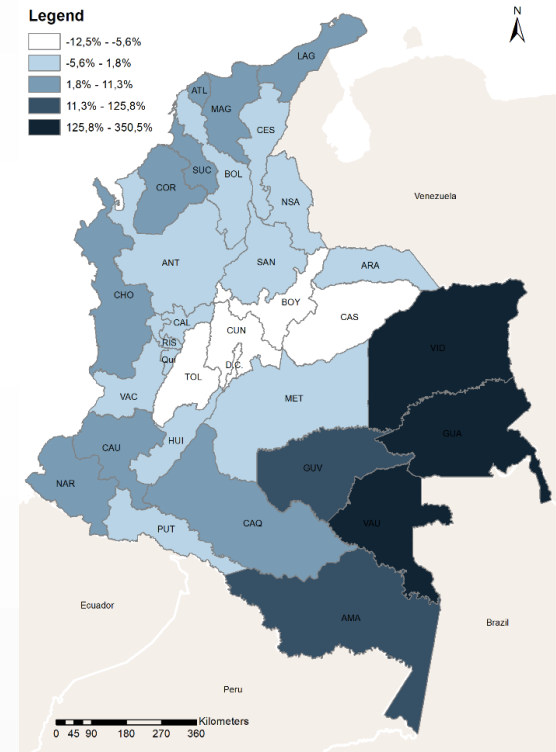 Legend
N
-12,5% - -5,6%
-5,6% - 1,8%
1,8% - 11,3%
11,3% - 125,8%
125,8% - 350,5%
LAG
ATL
MAG
CES
SUC
COR
BOL
NSA
Venezuela
ANT
SAN
ARA
CHO
BOY
CAS
CAL
CUN
RIS
VID
QUI
D.C.
TOL
VAC
MET
GUA
HUI
CAU
GUV
NAR
CAQ
VAU
PUT
Ecuador
AMA
Brazil
Peru
Kilometers
0 45 90 180 270 360